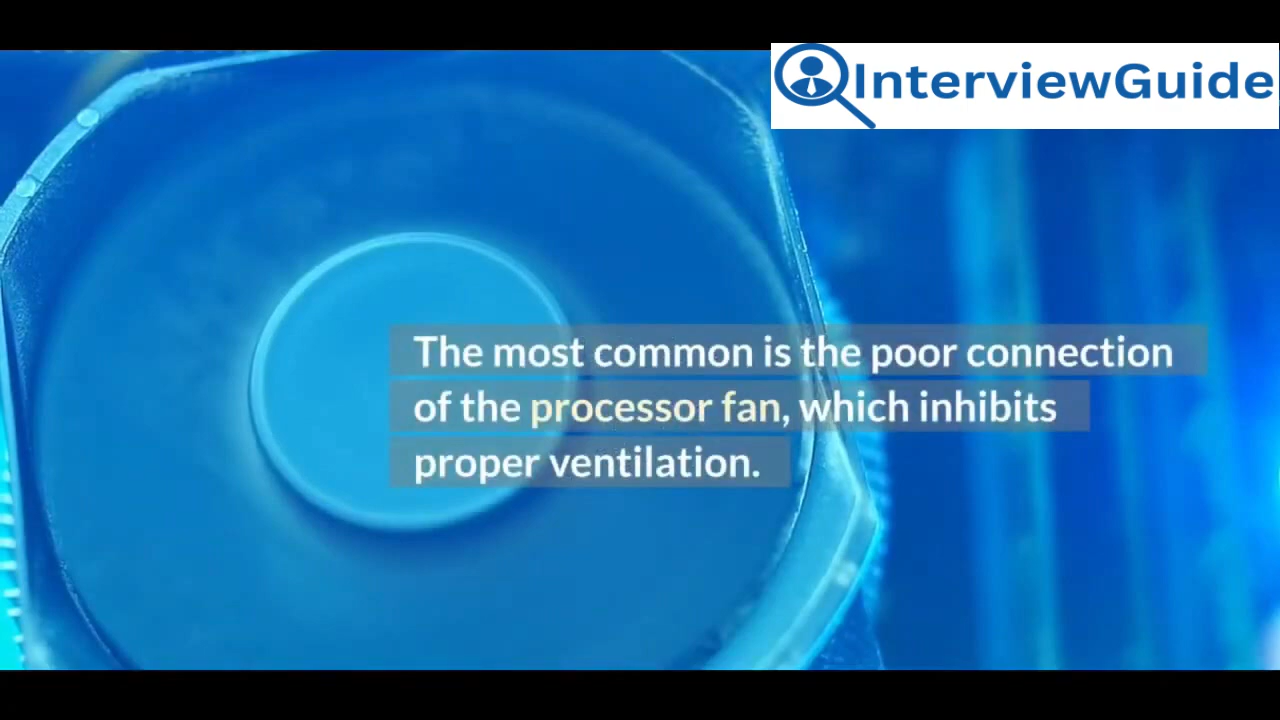 InterviewGuide
The most common is the poor connection
of the processor fan, which inhibits
proper ventilation.